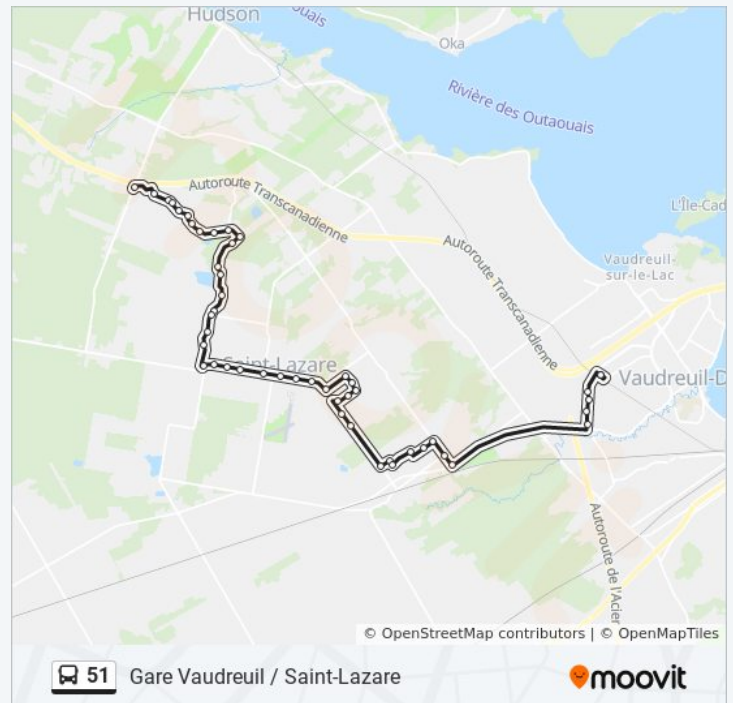 Hudson
ouais
Oka
Rivière des Outaouais
Autoroute Transcanadienne
L'Île-Cad
Autoroute Transcanadienne
Vaudreuil-
sur-le-Lac
Saint-Lazare
Vaudreuil-D
Autoroute de l'Acier
© OpenStreetMap contributors | © OpenMapTiles
51 Gare Vaudreuil / Saint-Lazare
moovit